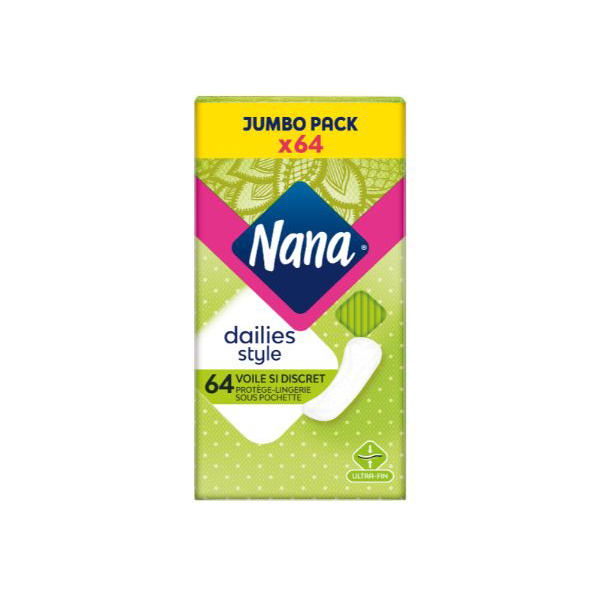 JUMBO PACK
x64
Nana®
dailies
style
64 VOILE SI DISCRET
PROTÈGE-LINGERIE
SOUS POCHETTE
ULTRA-FIN